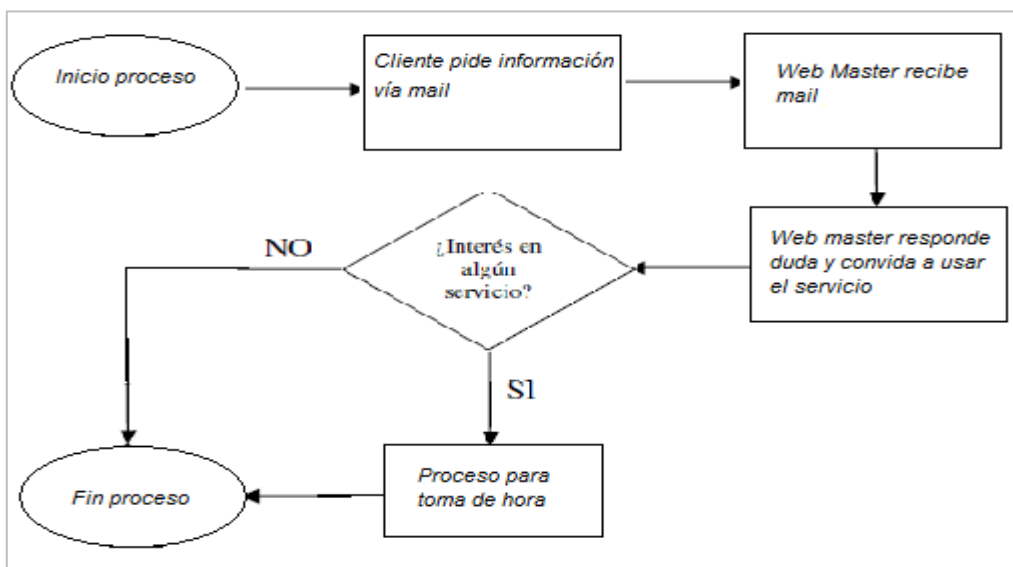 Inicio proceso
Cliente pide información
vía mail
Web Master recibe
mail
Web master responde
duda y convida a usar
el servicio
¿Interés en
algún
servicio?
NO
SI
Proceso para
toma de hora
Fin proceso